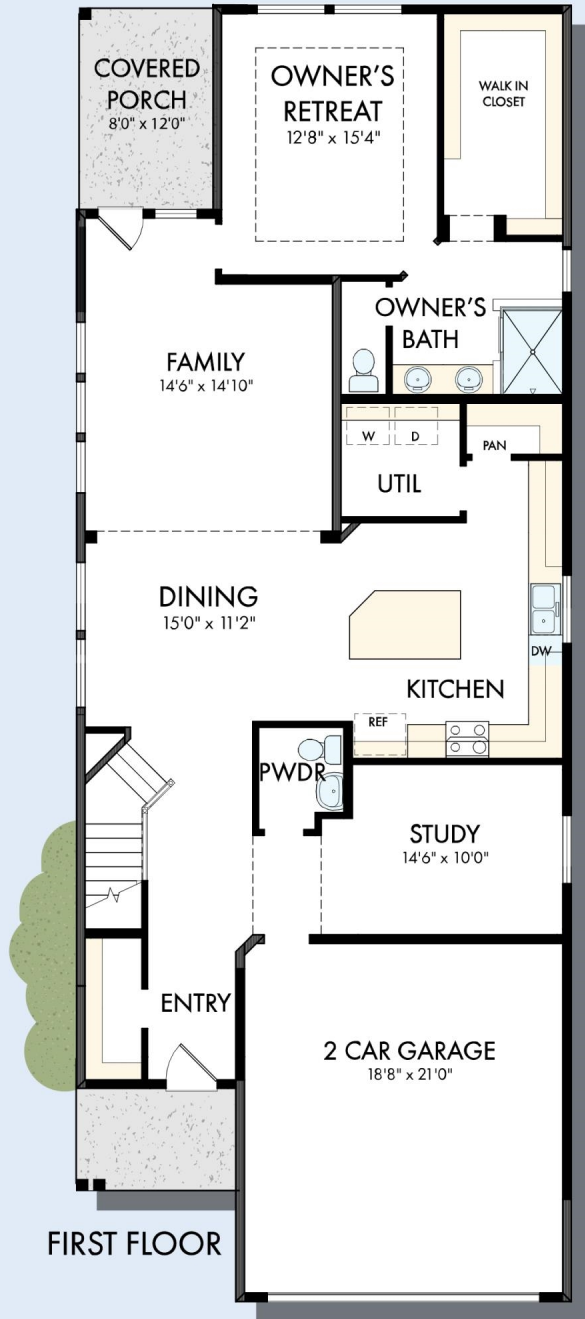 COVERED
PORCH
8'0" x 12'0"
OWNER'S
RETREAT
12'8" x 15'4"
WALK IN
CLOSET
OWNER'S
BATH
FAMILY
14'6" x 14'10"
W
D
PAN
UTIL
DINING
15'0" x 11'2"
DW
KITCHEN
REF
PWDR
STUDY
14'6" x 10'0"
ENTRY
2 CAR GARAGE
18'8" x 21'0"
FIRST FLOOR